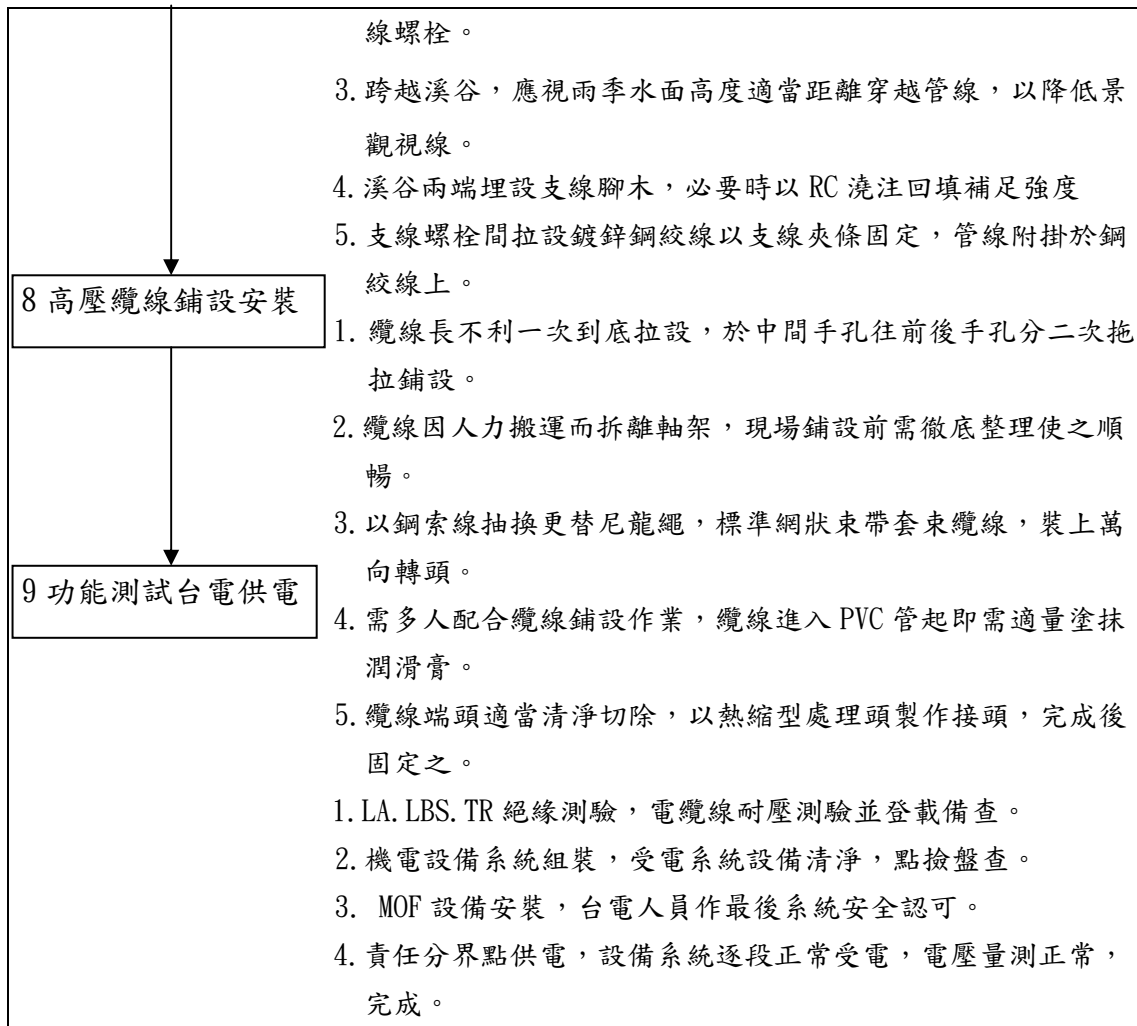 線螺栓。
3.跨越溪谷，應視雨季水面高度適當距離穿越管線，以降低景
觀視線。
4.溪谷兩端埋設支線腳木，必要時以 RC 澆注回填補足強度
5.支線螺栓間拉設鍍鋅鋼絞線以支線夾條固定，管線附掛於鋼
絞線上。
8 高壓纜線鋪設安裝
1.纜線長不利一次到底拉設，於中間手孔往前後手孔分二次拖
拉鋪設。
2.纜線因人力搬運而拆離軸架，現場鋪設前需徹底整理使之順
暢。
3.以鋼索線抽換更替尼龍繩，標準網狀束帶套束纜線，裝上萬
向轉頭。
9 功能測試台電供電
4.需多人配合纜線鋪設作業，纜線進入 PVC 管起即需適量塗抹
潤滑膏。
5.纜線端頭適當清淨切除，以熱縮型處理頭製作接頭，完成後
固定之。
1.LA.LBS.TR 絕緣測驗，電纜線耐壓測驗並登載備查。
2.機電設備系統組裝，受電系統設備清淨，點撿盤查。
3. MOF 設備安裝，台電人員作最後系統安全認可。
4.責任分界點供電，設備系統逐段正常受電，電壓量測正常，
完成。